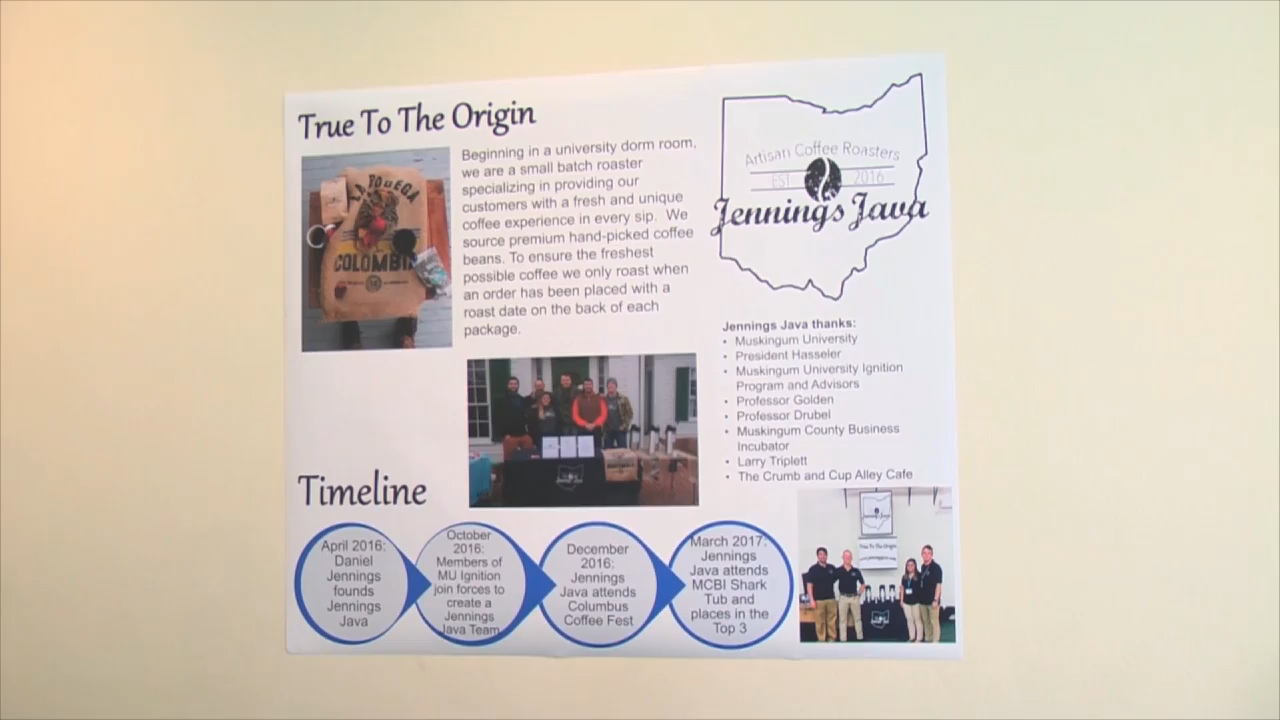 True To The Origin
LA BODEGA
COLOMBIA
Beginning in a university dorm room,
we are a small batch roaster
specializing in providing our
customers with a fresh and unique
coffee experience in every sip. We
source premium hand-picked coffee
beans. To ensure the freshest
possible coffee we only roast when
an order has been placed with a
roast date on the back of each
package.
Artisan Coffee Roasters
EST 2016
Jennings Java
Jennings Java thanks:
• Muskingum University
• President Hasseler
• Muskingum University Ignition
Program and Advisors
• Professor Golden
• Professor Drubel
• Muskingum County Business
Incubator
• Larry Triplett
• The Crumb and Cup Alley Cafe
Timeline
April 2016:
Daniel
Jennings
founds
Jennings
Java
October
2016:
Members of
MU Ignition
join forces to
create a
Jennings
Java Team
December
2016:
Jennings
Java attends
Columbus
Coffee Fest
March 2017:
Jennings
Java attends
MCBI Shark
Tub and
places in the
Top 3
Jennings Java
True To The Origin